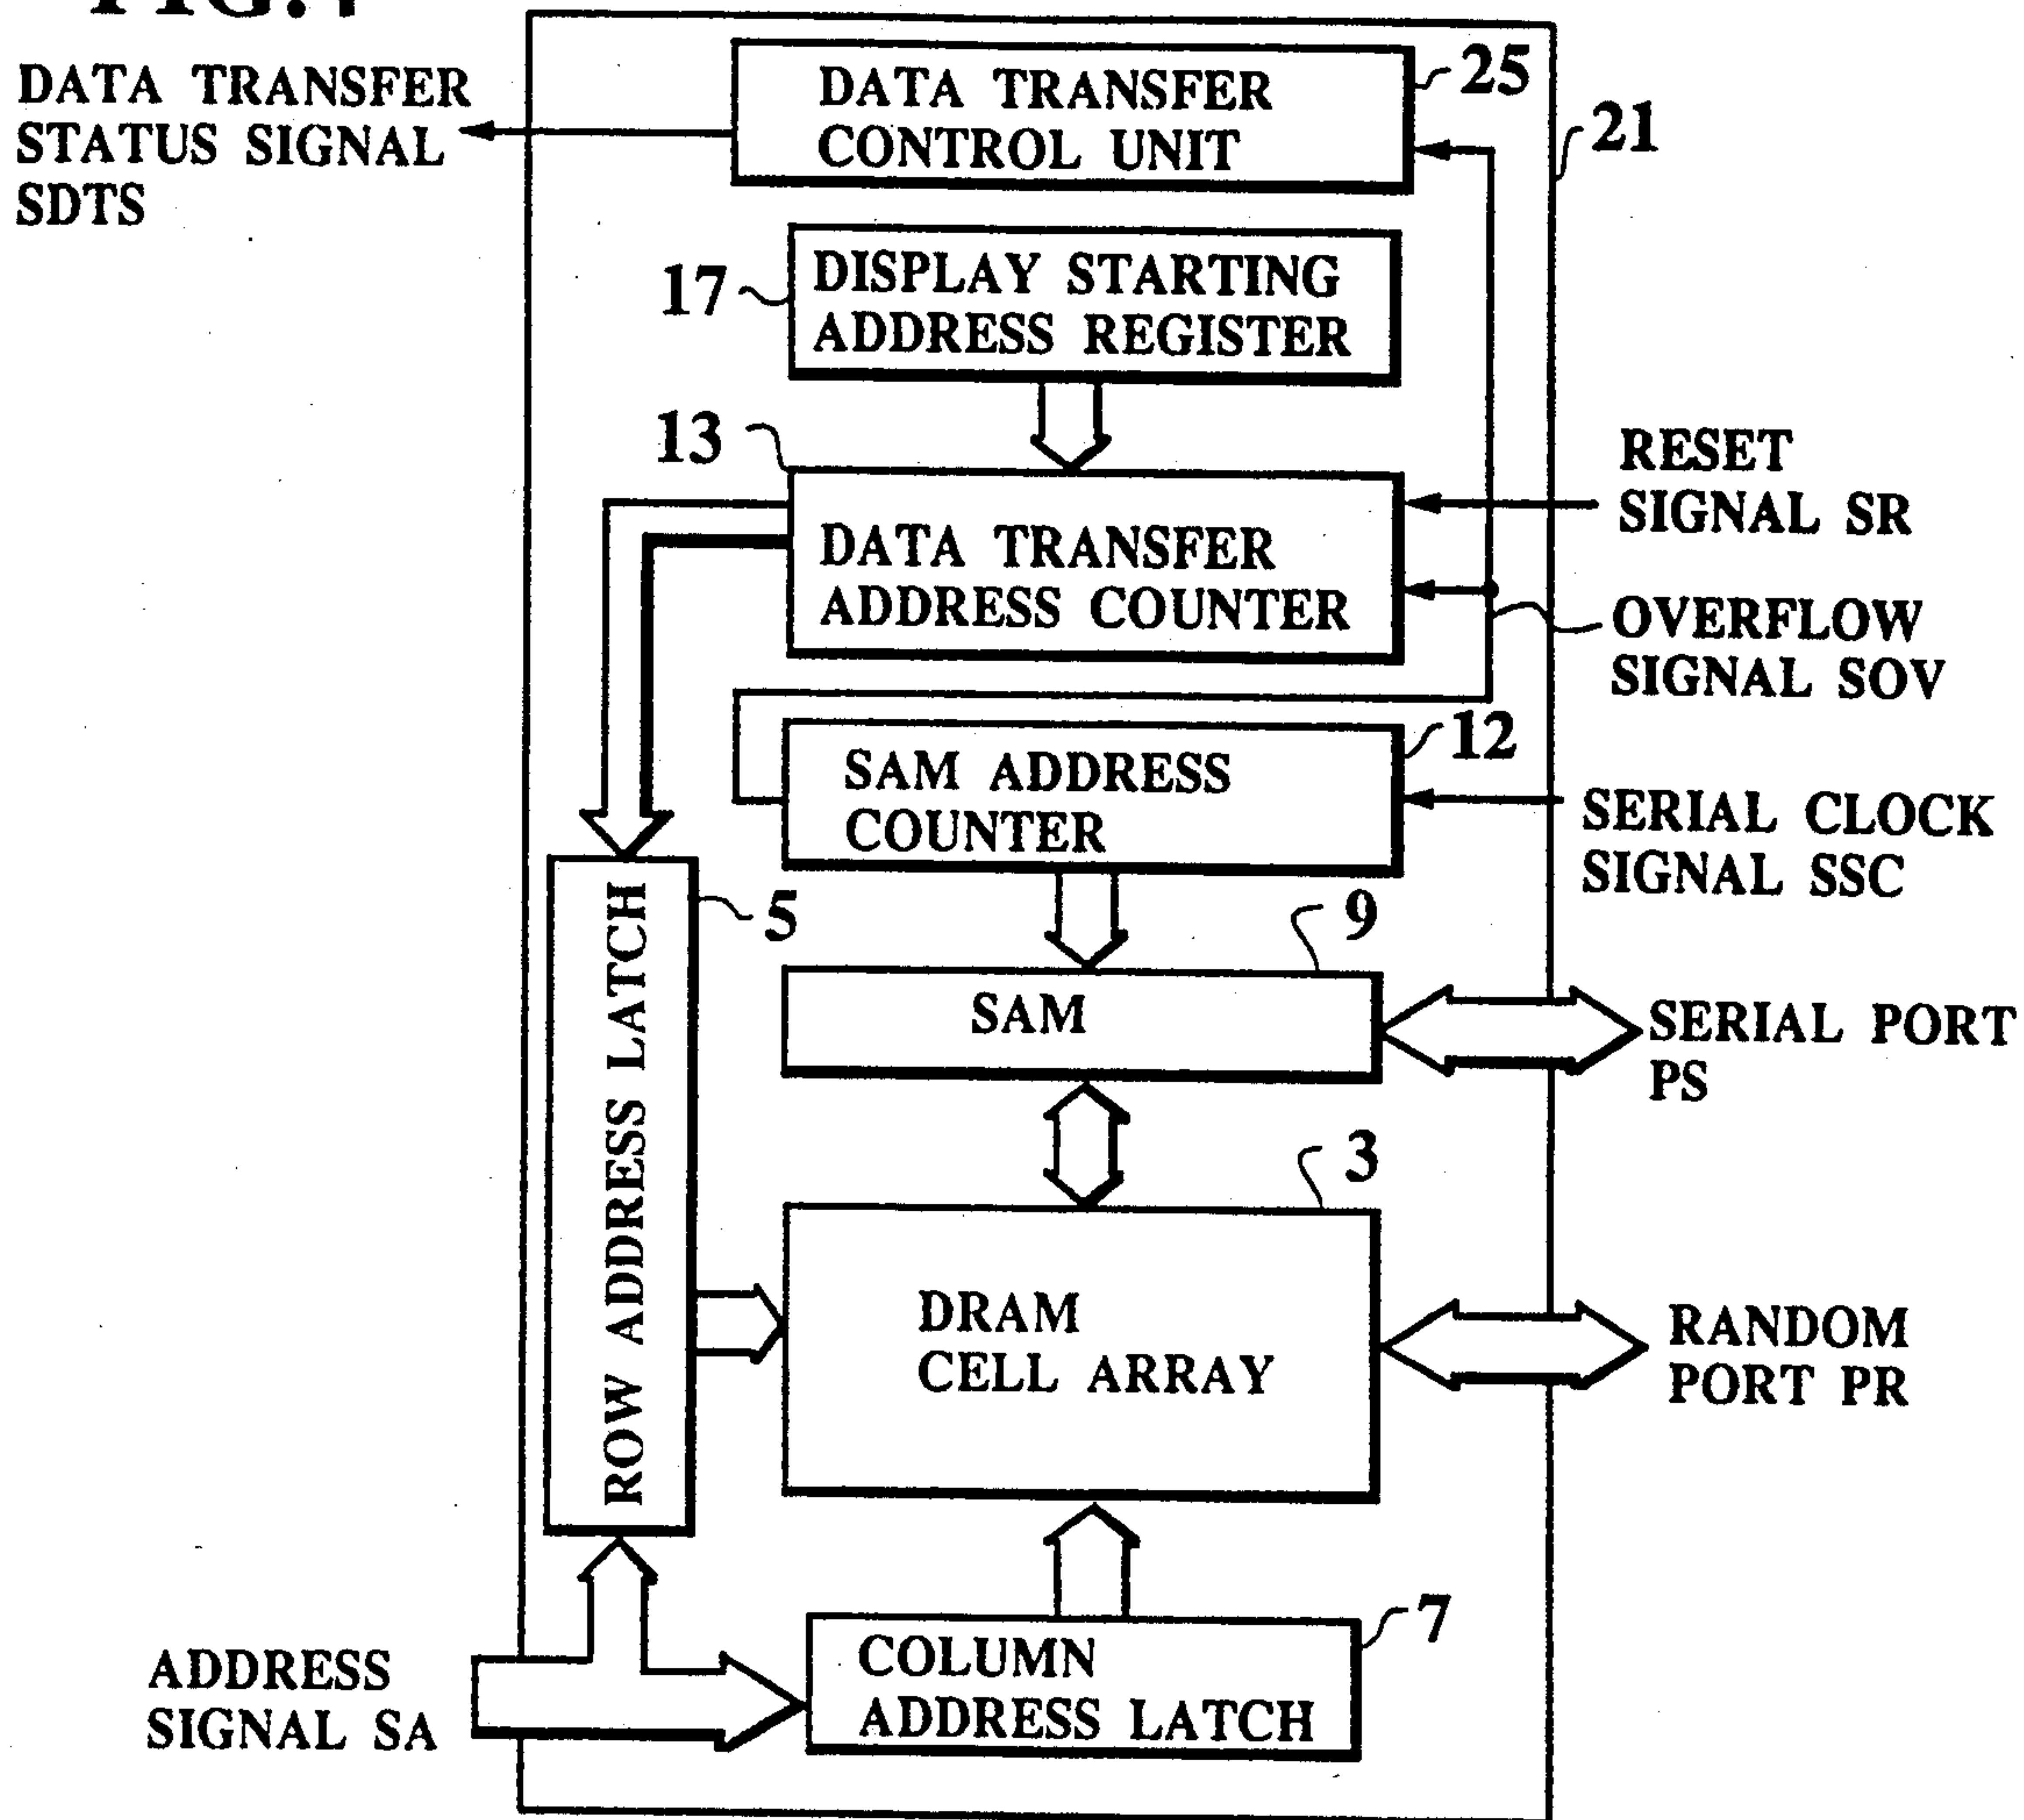 DATA TRANSFER
STATUS SIGNAL
SDTS
DATA TRANSFER
CONTROL UNIT
25
21
17
DISPLAY STARTING
ADDRESS REGISTER
13
DATA TRANSFER
ADDRESS COUNTER
RESET
SIGNAL SR
OVERFLOW
SIGNAL SOV
12
SAM ADDRESS
COUNTER
SERIAL CLOCK
SIGNAL SSC
ROW ADDRESS LATCH
5
9
SAM
SERIAL PORT
PS
3
DRAM
CELL ARRAY
RANDOM
PORT PR
7
COLUMN
ADDRESS LATCH
ADDRESS
SIGNAL SA